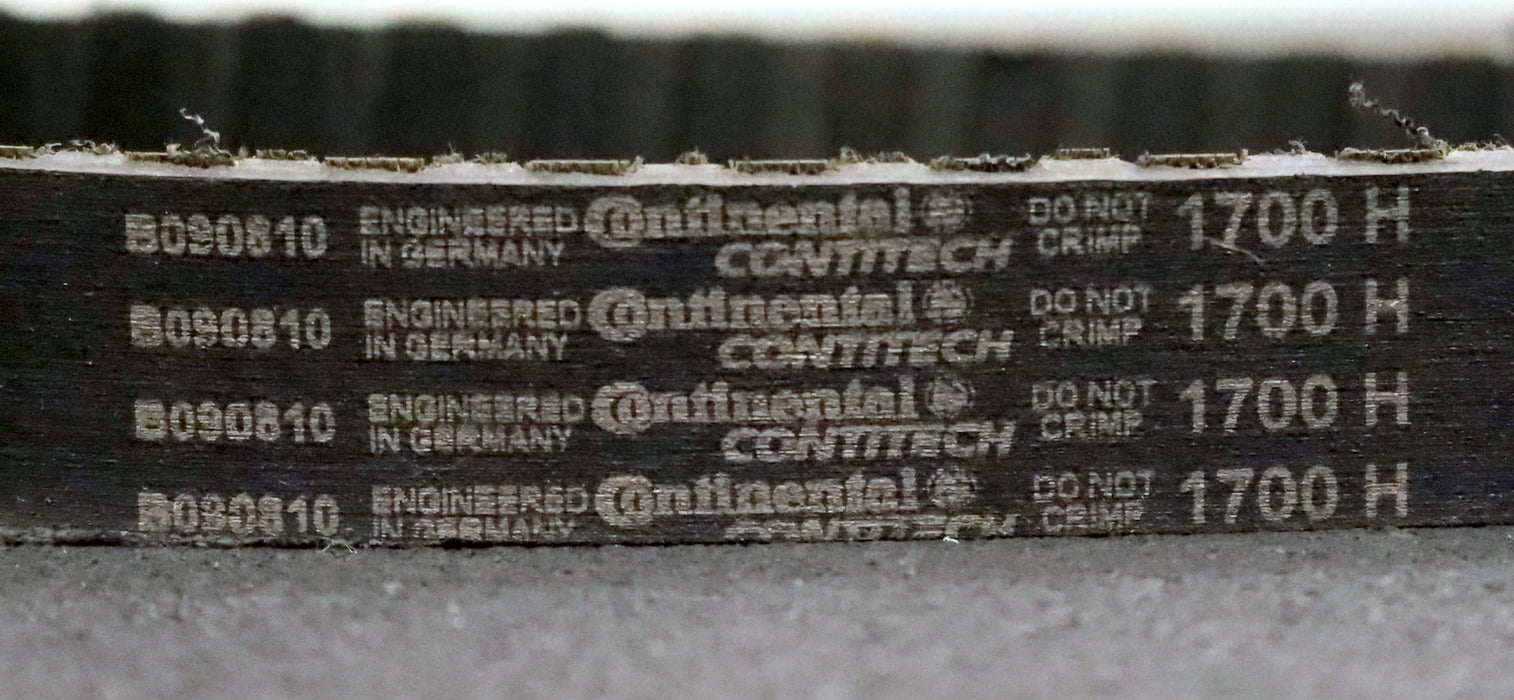 B090810 ENGINEERED IN GERMANY Continental CONTITECH DO NOT CRIMP 1700 H
B090810 ENGINEERED IN GERMANY Continental CONTITECH DO NOT CRIMP 1700 H
B090810 ENGINEERED IN GERMANY Continental CONTITECH DO NOT CRIMP 1700 H
B090810 ENGINEERED IN GERMANY Continental CONTITECH DO NOT CRIMP 1700 H